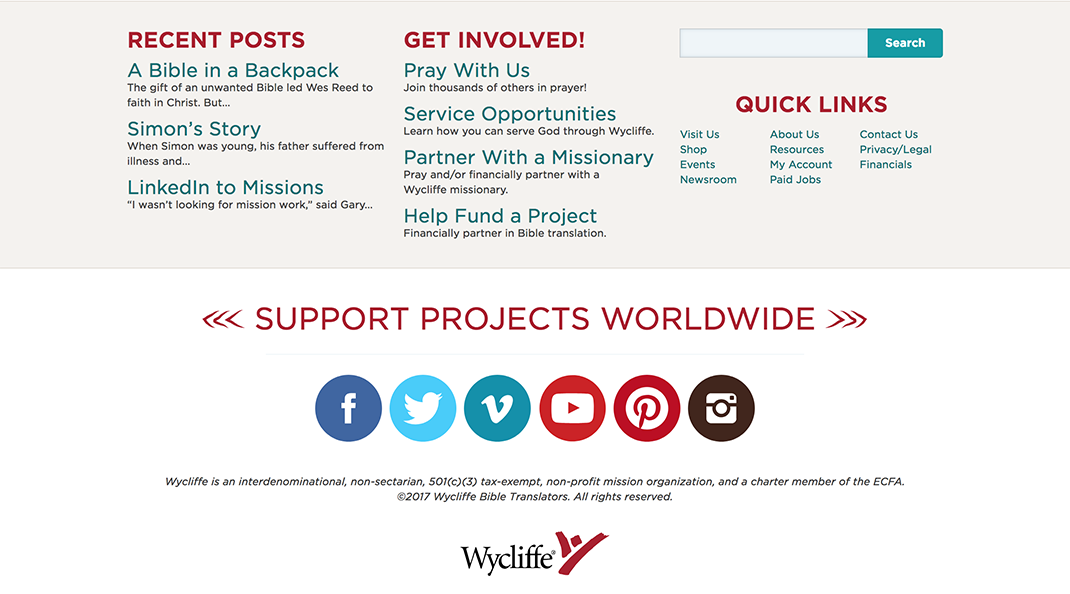 RECENT POSTS
A Bible in a Backpack
The gift of an unwanted Bible led Wes Reed to
faith in Christ. But...
Simon’s Story
When Simon was young, his father suffered from
illness and...
LinkedIn to Missions
“I wasn’t looking for mission work,” said Gary...
GET INVOLVED!
Pray With Us
Join thousands of others in prayer!
Service Opportunities
Learn how you can serve God through Wycliffe.
Partner With a Missionary
Pray and/or financially partner with a
Wycliffe missionary.
Help Fund a Project
Financially partner in Bible translation.
Search
QUICK LINKS
Visit Us
Shop
Events
Newsroom
About Us
Resources
My Account
Paid Jobs
Contact Us
Privacy/Legal
Financials
SUPPORT PROJECTS WORLDWIDE
Wycliffe is an interdenominational, non-sectarian, 501(c)(3) tax-exempt, non-profit mission organization, and a charter member of the ECFA.
©2017 Wycliffe Bible Translators. All rights reserved.
Wycliffe®